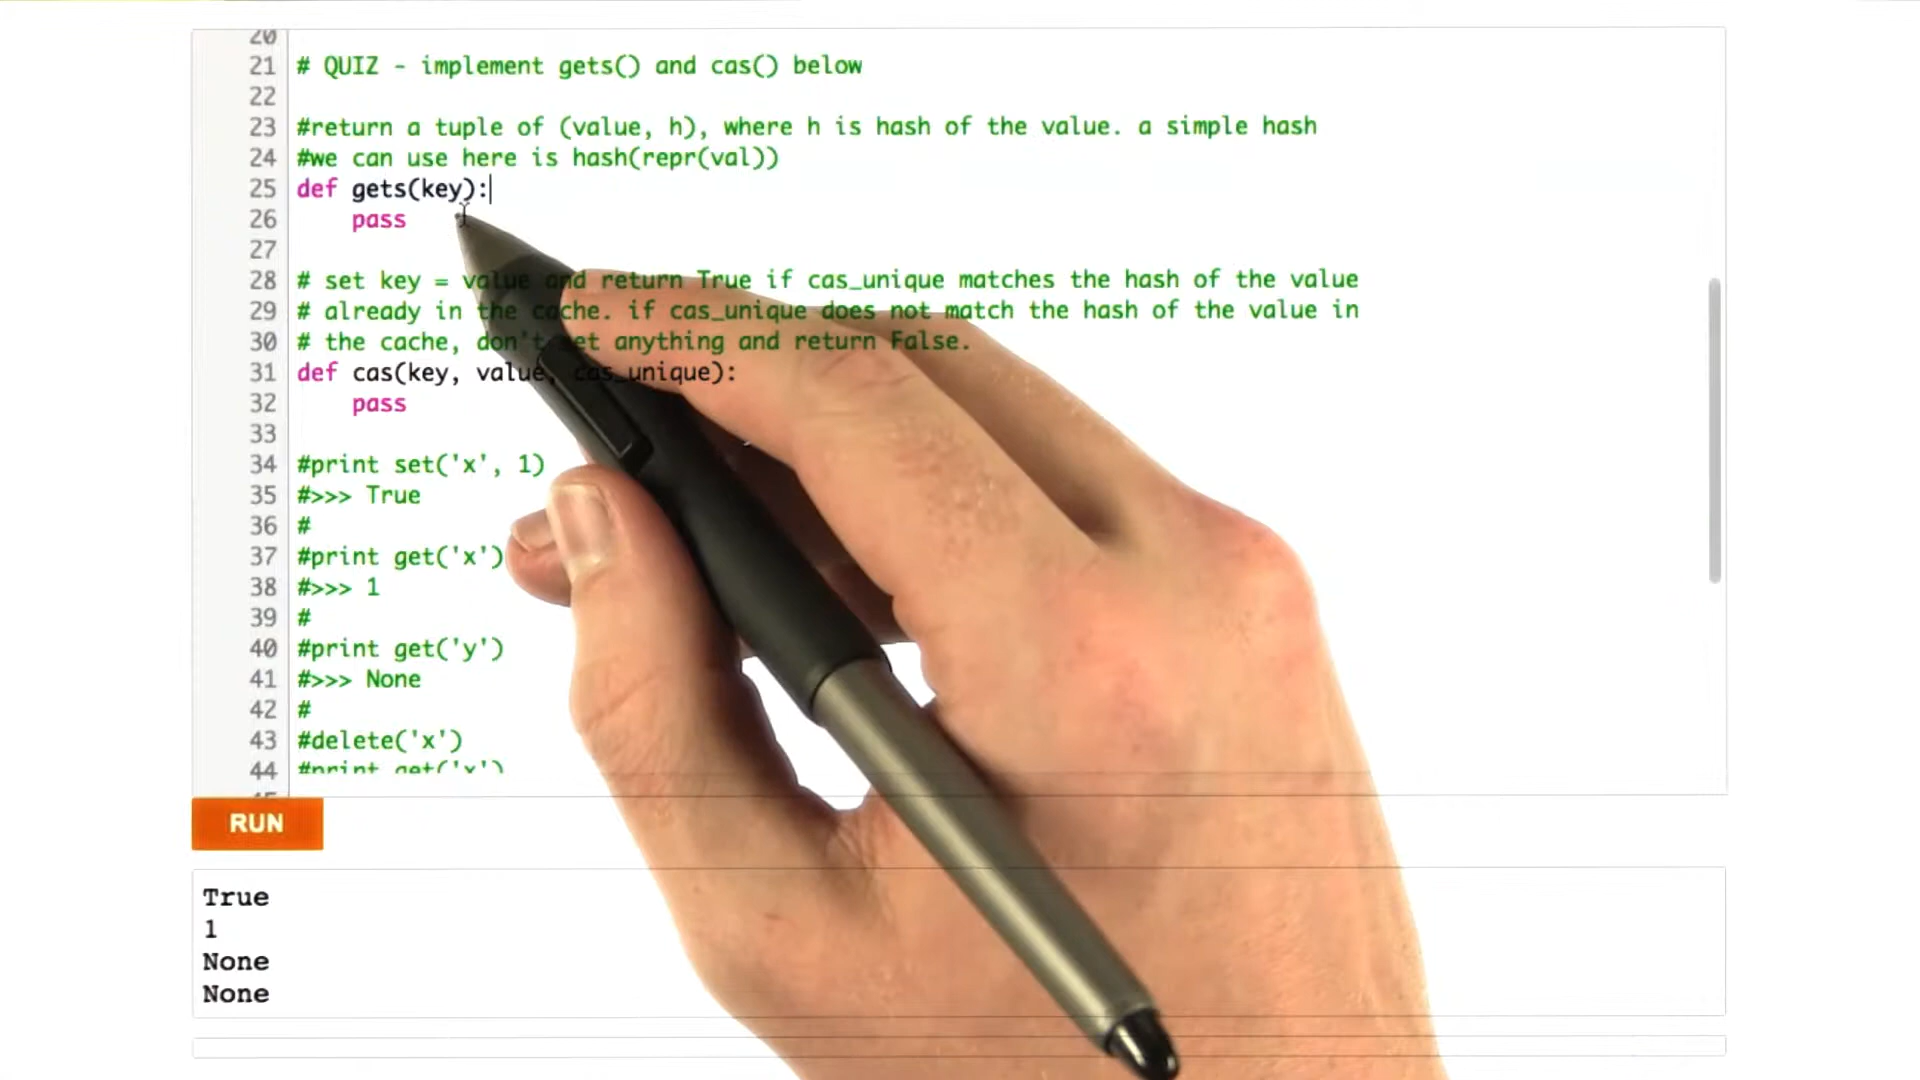 20
21 # QUIZ - implement gets() and cas() below
22
23 #return a tuple of (value, h), where h is hash of the value. a simple hash
24 #we can use here is hash(repr(val))
25 def gets(key):
26     pass
27
28 # set key = value and return True if cas_unique matches the hash of the value
29 # already in the cache. if cas_unique does not match the hash of the value in
30 # the cache, don't set anything and return False.
31 def cas(key, value, cas_unique):
32     pass
33
34 #print set('x', 1)
35 #>>> True
36 #
37 #print get('x')
38 #>>> 1
39 #
40 #print get('y')
41 #>>> None
42 #
43 #delete('x')
44 #print get('x')
RUN
True
1
None
None